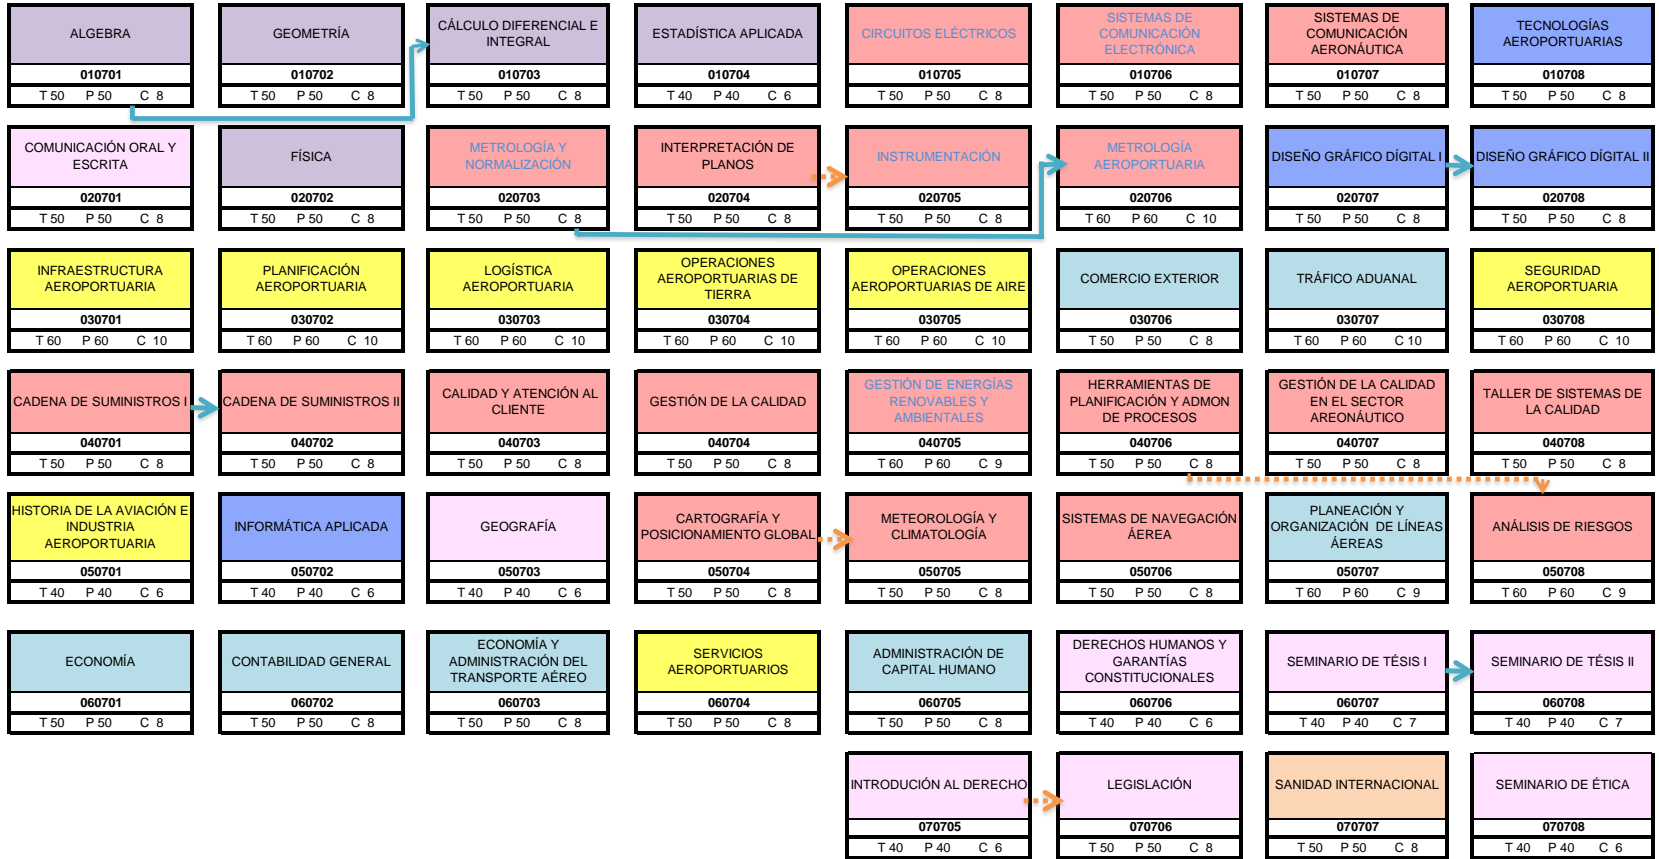 ALGEBRA
010701
T 50 P 50 C 8
GEOMETRÍA
010702
T 50 P 50 C 8
CÁLCULO DIFERENCIAL E
INTEGRAL
010703
T 50 P 50 C 8
ESTADÍSTICA APLICADA
010704
T 40 P 40 C 6
CIRCUITOS ELÉCTRICOS
010705
T 50 P 50 C 8
SISTEMAS DE
COMUNICACIÓN
ELECTRÓNICA
010706
T 50 P 50 C 8
SISTEMAS DE
COMUNICACIÓN
AERONÁUTICA
010707
T 50 P 50 C 8
TECNOLOGÍAS
AEROPORTUARIAS
010708
T 50 P 50 C 8
COMUNICACIÓN ORAL Y
ESCRITA
020701
T 50 P 50 C 8
FÍSICA
020702
T 50 P 50 C 8
METROLOGÍA Y
NORMALIZACIÓN
020703
T 50 P 50 C 8
INTERPRETACIÓN DE
PLANOS
020704
T 50 P 50 C 8
INSTRUMENTACIÓN
020705
T 50 P 50 C 8
METROLOGÍA
AEROPORTUARIA
020706
T 60 P 60 C 10
DISEÑO GRÁFICO DÍGITAL I
020707
T 50 P 50 C 8
DISEÑO GRÁFICO DÍGITAL II
020708
T 50 P 50 C 8
INFRAESTRUCTURA
AEROPORTUARIA
030701
T 60 P 60 C 10
PLANIFICACIÓN
AEROPORTUARIA
030702
T 60 P 60 C 10
LOGÍSTICA
AEROPORTUARIA
030703
T 60 P 60 C 10
OPERACIONES
AEROPORTUARIAS DE
TIERRA
030704
T 60 P 60 C 10
OPERACIONES
AEROPORTUARIAS DE AIRE
030705
T 60 P 60 C 10
COMERCIO EXTERIOR
030706
T 50 P 50 C 8
TRÁFICO ADUANAL
030707
T 60 P 60 C 10
SEGURIDAD
AEROPORTUARIA
030708
T 60 P 60 C 10
CADENA DE SUMINISTROS I
040701
T 50 P 50 C 8
CADENA DE SUMINISTROS II
040702
T 50 P 50 C 8
CALIDAD Y ATENCIÓN AL
CLIENTE
040703
T 50 P 50 C 8
GESTIÓN DE LA CALIDAD
040704
T 50 P 50 C 8
GESTIÓN DE ENERGÍAS
RENOVABLES Y
AMBIENTALES
040705
T 60 P 60 C 9
HERRAMIENTAS DE
PLANIFICACIÓN Y ADMON
DE PROCESOS
040706
T 50 P 50 C 8
GESTIÓN DE LA CALIDAD
EN EL SECTOR
AREONÁUTICO
040707
T 50 P 50 C 8
TALLER DE SISTEMAS DE
LA CALIDAD
040708
T 50 P 50 C 8
HISTORIA DE LA AVIACIÓN E
INDUSTRIA
AEROPORTUARIA
050701
T 40 P 40 C 6
INFORMÁTICA APLICADA
050702
T 40 P 40 C 6
GEOGRAFÍA
050703
T 40 P 40 C 6
CARTOGRAFÍA Y
POSICIONAMIENTO GLOBAL
050704
T 50 P 50 C 8
METEOROLOGÍA Y
CLIMATOLOGÍA
050705
T 50 P 50 C 8
SISTEMAS DE NAVEGACIÓN
ÁEREA
050706
T 50 P 50 C 8
PLANEACIÓN Y
ORGANIZACIÓN DE LÍNEAS
ÁEREAS
050707
T 60 P 60 C 9
ANÁLISIS DE RIESGOS
050708
T 60 P 60 C 9
ECONOMÍA
060701
T 50 P 50 C 8
CONTABILIDAD GENERAL
060702
T 50 P 50 C 8
ECONOMÍA Y
ADMINISTRACIÓN DEL
TRANSPORTE AÉREO
060703
T 50 P 50 C 8
SERVICIOS
AEROPORTUARIOS
060704
T 50 P 50 C 8
ADMINISTRACIÓN DE
CAPITAL HUMANO
060705
T 50 P 50 C 8
DERECHOS HUMANOS Y
GARANTÍAS
CONSTITUCIONALES
060706
T 40 P 40 C 6
SEMINARIO DE TÉSIS I
060707
T 40 P 40 C 7
SEMINARIO DE TÉSIS II
060708
T 40 P 40 C 7
INTRODUCIÓN AL DERECHO
070705
T 40 P 40 C 6
LEGISLACIÓN
070706
T 50 P 50 C 8
SANIDAD INTERNACIONAL
070707
T 50 P 50 C 8
SEMINARIO DE ÉTICA
070708
T 40 P 40 C 6